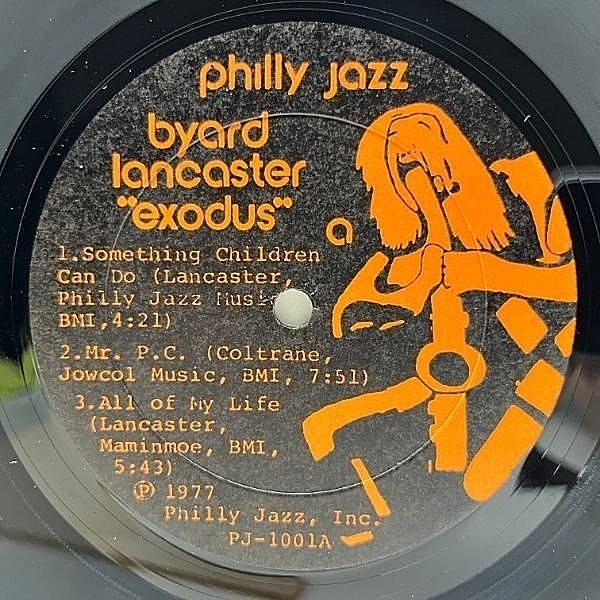 philly jazz
byard
lancaster
"exodus"
a
1.Something Children
Can Do (Lancaster,
Philly Jazz Music
BMI,4:21)
2.Mr. P.C. (Coltrane,
Jowcol Music, BMI, 7:51)
3.All of My Life
(Lancaster,
Maminmoe, BMI,
5:43)
℗ 1977
Philly Jazz, Inc.
PJ-1001A